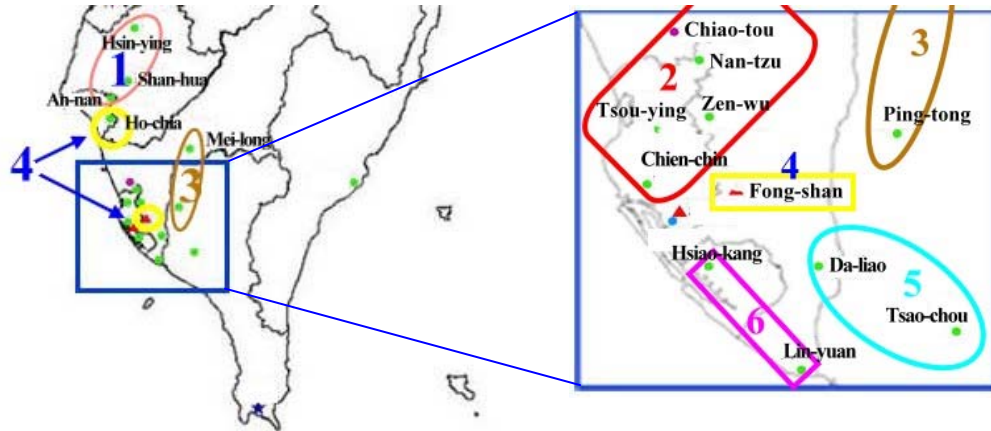 Hsin-ying
1
Shan-hua
An-nan
Ho-chia
4
Mei-long
3
Chiao-tou
2
Nan-tzu
3
Tsou-ying
Zen-wu
Ping-tong
Chien-chin
4
Fong-shan
Hsiao-kang
Da-liao
5
6
Tsao-chou
Lin-yuan